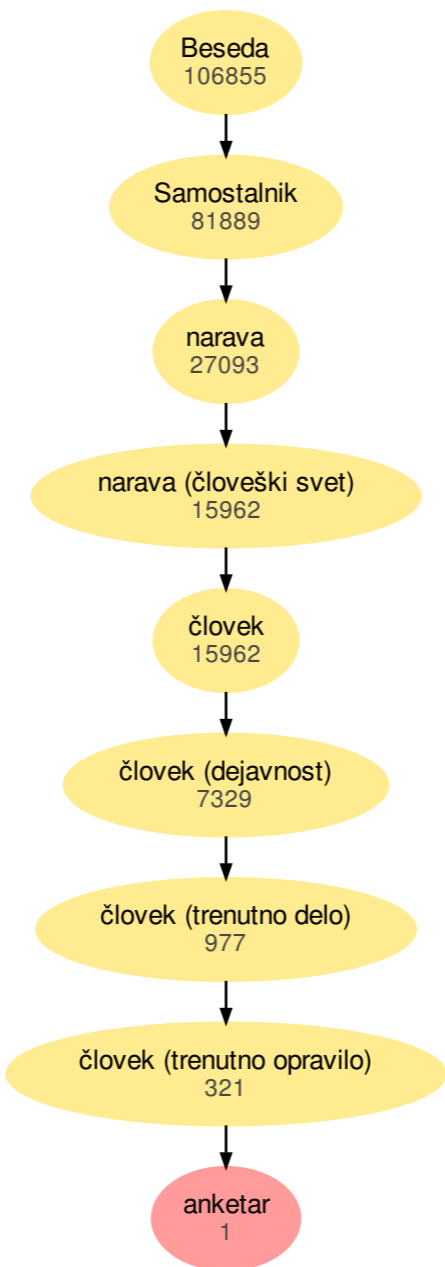 Beseda
106855
Samostalnik
81889
narava
27093
narava (človeški svet)
15962
človek
15962
človek (dejavnost)
7329
človek (trenutno delo)
977
človek (trenutno opravilo)
321
anketar
1